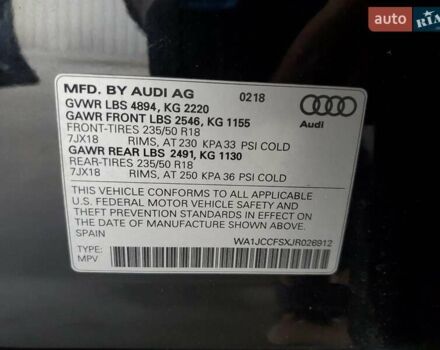 auto RIA
MFD. BY AUDI AG 0218
GVWR LBS 4894, KG 2220
GAWR FRONT LBS 2546, KG 1155
FRONT-TIRES 235/50 R18
7JX18 RIMS, AT 230 KPA 33 PSI COLD
GAWR REAR LBS 2491, KG 1130
REAR-TIRES 235/50 R18
7JX18 RIMS, AT 250 KPA 36 PSI COLD
Audi
THIS VEHICLE CONFORMS TO ALL APPLICABLE
U.S. FEDERAL MOTOR VEHICLE SAFETY AND
THEFT PREVENTION STANDARDS IN EFFECT ON
THE DATE OF MANUFACTURE SHOWN ABOVE.
SPAIN WA1JCCFSXJR026912
TYPE:
MPV